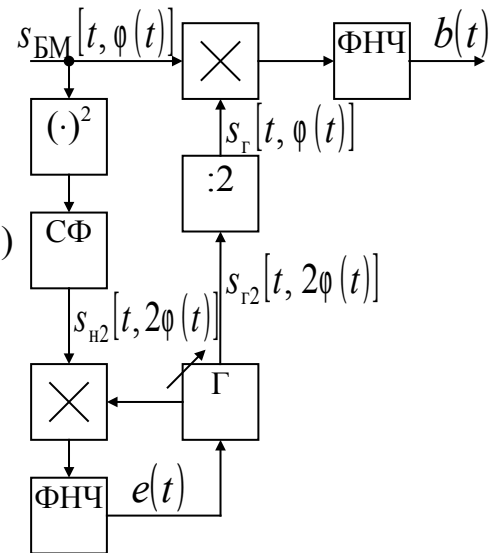 s_БМ[t, φ(t)]
ФНЧ
b(t)
(·)²
s_г[t, φ(t)]
:2
)
СФ
s_г2[t, 2φ(t)]
s_н2[t, 2φ(t)]
Г
ФНЧ
e(t)